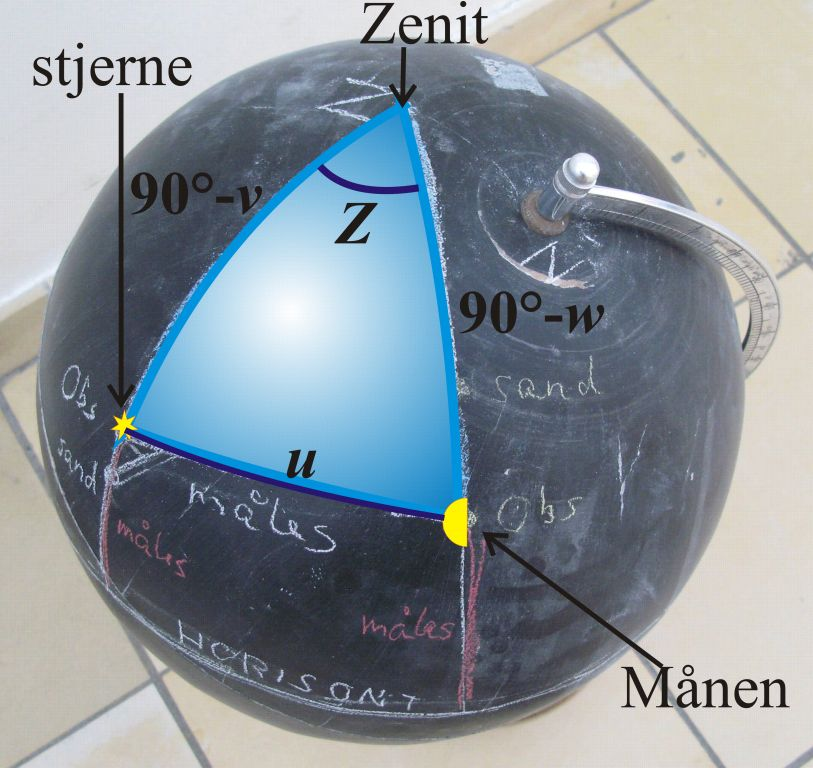 Zenit
stjerne
Z
90°-v
Z
N
90°-w
Obs
sand
sand
u
måles
Obs
måles
måles
HORISONT
Månen